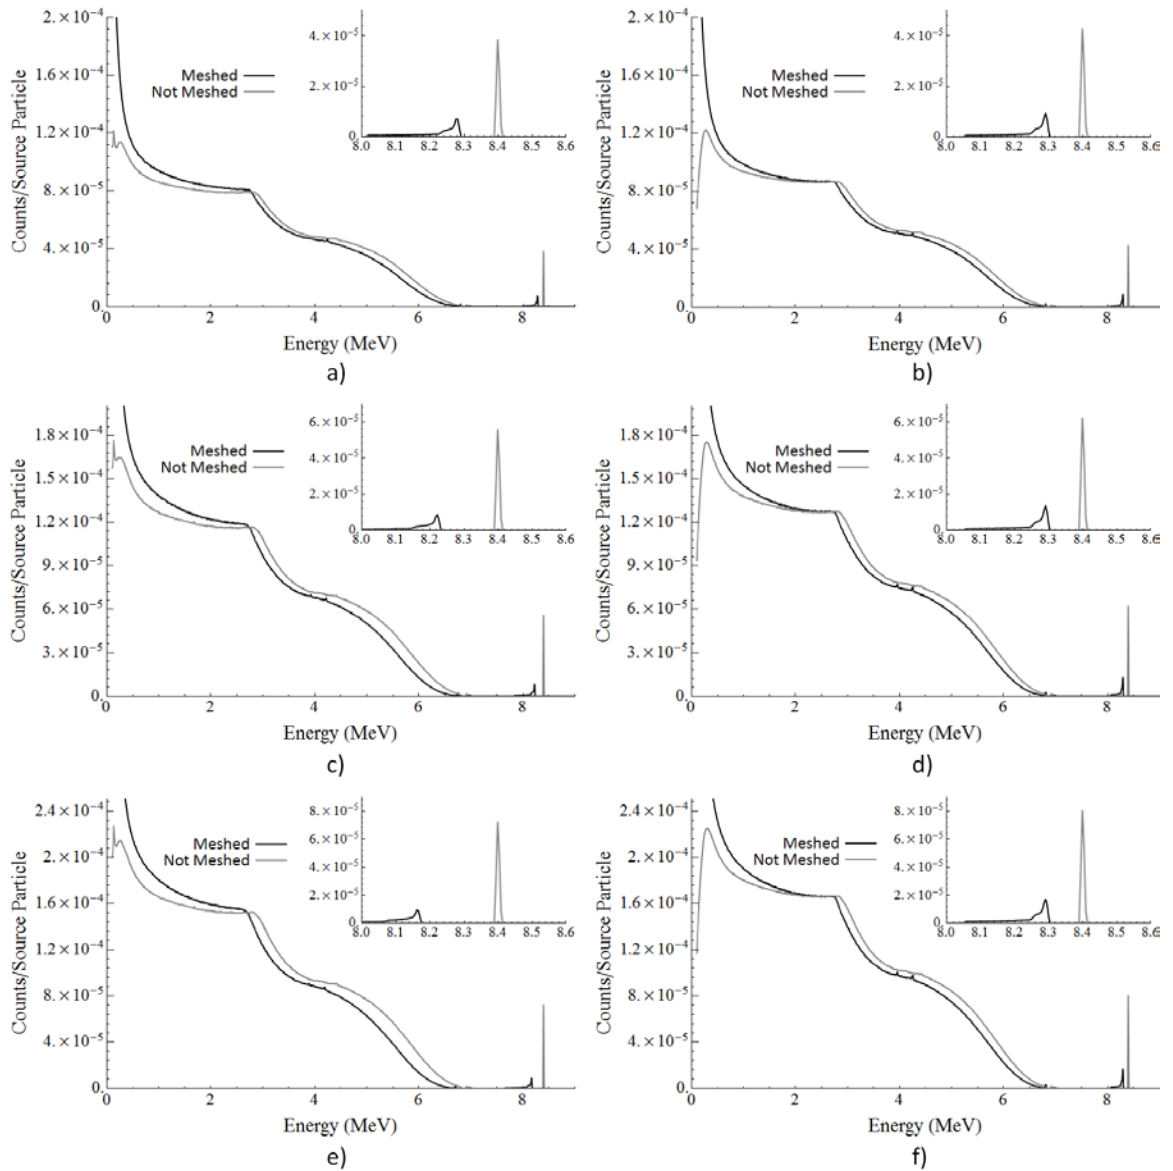 2.×10⁻⁴
1.6×10⁻⁴
1.2×10⁻⁴
8.×10⁻⁵
4.×10⁻⁵
0
0 2 4 6 8
Counts/Source Particle
Energy (MeV)
Meshed
Not Meshed
4.×10⁻⁵
2.×10⁻⁵
0
8.0 8.1 8.2 8.3 8.4 8.5 8.6
a)
2.×10⁻⁴
1.6×10⁻⁴
1.2×10⁻⁴
8.×10⁻⁵
4.×10⁻⁵
0
0 2 4 6 8
Counts/Source Particle
Energy (MeV)
Meshed
Not Meshed
4.×10⁻⁵
2.×10⁻⁵
0
8.0 8.1 8.2 8.3 8.4 8.5 8.6
b)
1.8×10⁻⁴
1.5×10⁻⁴
1.2×10⁻⁴
9.×10⁻⁵
6.×10⁻⁵
3.×10⁻⁵
0.
0 2 4 6 8
Counts/Source Particle
Energy (MeV)
Meshed
Not Meshed
6.×10⁻⁵
4.×10⁻⁵
2.×10⁻⁵
0
8.0 8.1 8.2 8.3 8.4 8.5 8.6
c)
1.8×10⁻⁴
1.5×10⁻⁴
1.2×10⁻⁴
9.×10⁻⁵
6.×10⁻⁵
3.×10⁻⁵
0.
0 2 4 6 8
Counts/Source Particle
Energy (MeV)
Meshed
Not Meshed
6.×10⁻⁵
4.×10⁻⁵
2.×10⁻⁵
0
8.0 8.1 8.2 8.3 8.4 8.5 8.6
d)
2.4×10⁻⁴
2.×10⁻⁴
1.6×10⁻⁴
1.2×10⁻⁴
8.×10⁻⁵
4.×10⁻⁵
0.
0 2 4 6 8
Counts/Source Particle
Energy (MeV)
Meshed
Not Meshed
8.×10⁻⁵
6.×10⁻⁵
4.×10⁻⁵
2.×10⁻⁵
0
8.0 8.1 8.2 8.3 8.4 8.5 8.6
e)
2.4×10⁻⁴
2.×10⁻⁴
1.6×10⁻⁴
1.2×10⁻⁴
8.×10⁻⁵
4.×10⁻⁵
0.
0 2 4 6 8
Counts/Source Particle
Energy (MeV)
Meshed
Not Meshed
8.×10⁻⁵
6.×10⁻⁵
4.×10⁻⁵
2.×10⁻⁵
0
8.0 8.1 8.2 8.3 8.4 8.5 8.6
f)